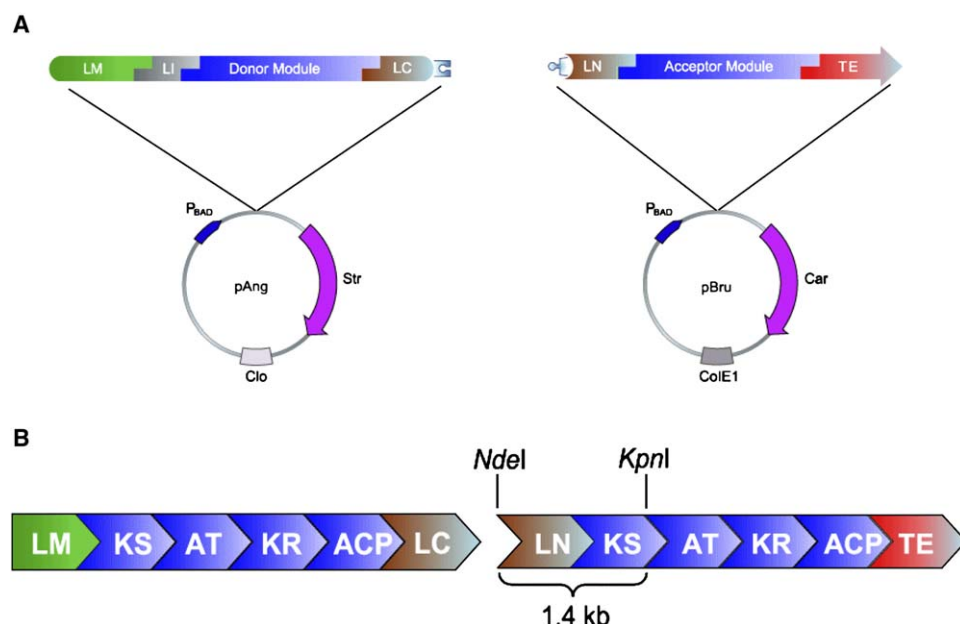 A
LM LI Donor Module LC C
LN Acceptor Module TE
PBAD
pAng
Str
Clo
PBAD
pBru
Car
ColE1
B
NdeI KpnI
LM KS AT KR ACP LC LN KS AT KR ACP TE
1.4 kb